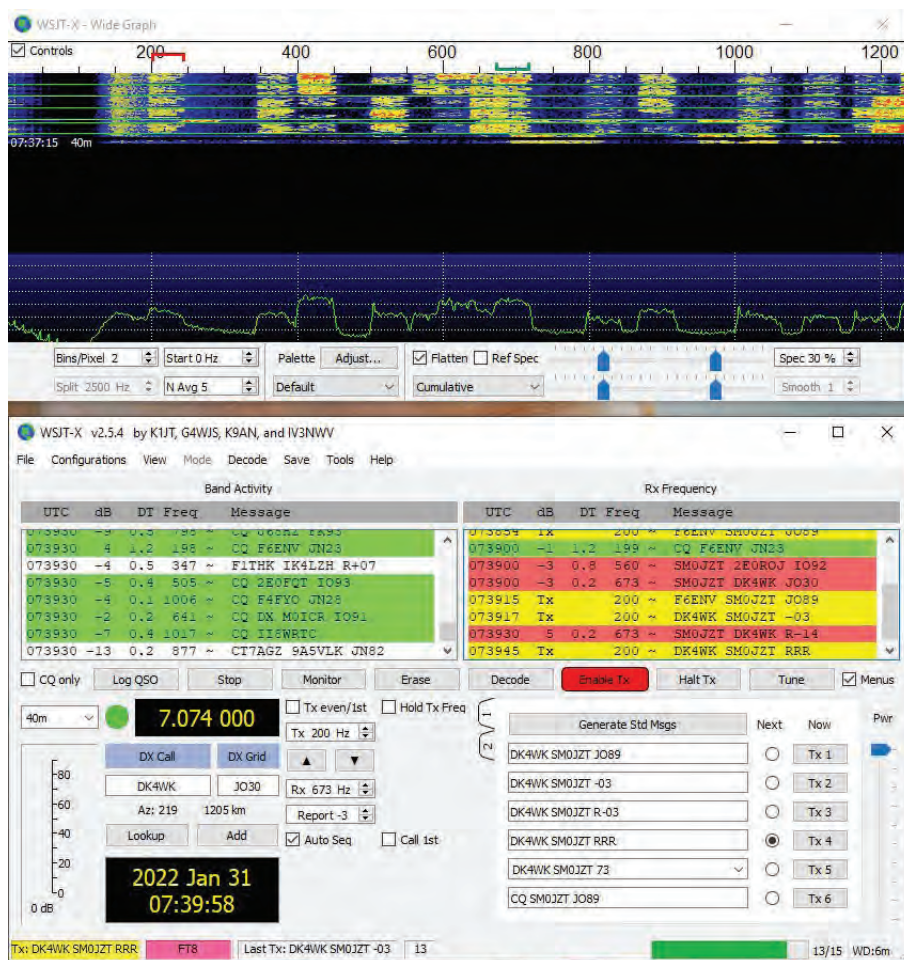 WSJT-X - Wide Graph
Controls
200 400 600 800 1000 1200
07:37:15 40m
Bins/Pixel 2 Start 0 Hz Palette Adjust... Flatten Ref Spec Spec 30 %
Split 2500 Hz N Avg 5 Default Cumulative Smooth 1
WSJT-X v2.5.4 by K1JT, G4WJS, K9AN, and IV3NWV
File Configurations View Mode Decode Save Tools Help
Band Activity
UTC dB DT Freq Message
073930 4 1.2 198 ~ CQ F6ENV JN23
073930 -4 0.5 347 ~ F1THK IK4LZH R+07
073930 -5 0.4 505 ~ CQ 2E0FQT IO93
073930 -4 0.1 1006 ~ CQ F4FYO JN28
073930 -2 0.2 641 ~ CQ DX M0ICR IO91
073930 -7 0.4 1017 ~ CQ II8WRTC
073930 -13 0.2 877 ~ CT7AGZ 9A5VLK JN82
Rx Frequency
UTC dB DT Freq Message
073854 Tx 200 ~ F6ENV SM0JZT JO89
073900 -1 1.2 199 ~ CQ F6ENV JN23
073900 -3 0.8 560 ~ SM0JZT 2E0ROJ IO92
073900 -3 0.2 673 ~ SM0JZT DK4WK JO30
073915 Tx 200 ~ F6ENV SM0JZT JO89
073917 Tx 200 ~ DK4WK SM0JZT -03
073930 5 0.2 673 ~ SM0JZT DK4WK R-14
073945 Tx 200 ~ DK4WK SM0JZT RRR
CQ only Log QSO Stop Monitor Erase Decode Enable Tx Halt Tx Tune Menus
40m 7.074 000
Tx even/1st Hold Tx Freq
Tx 200 Hz
DX Call DX Grid
DK4WK JO30
Rx 673 Hz
Az: 219 1205 km
Report -3
Lookup Add
Auto Seq Call 1st
2022 Jan 31
07:39:58
-80
-60
-40
-20
0
0 dB
1
2
Generate Std Msgs Next Now Pwr
DK4WK SM0JZT JO89 Tx 1
DK4WK SM0JZT -03 Tx 2
DK4WK SM0JZT R-03 Tx 3
DK4WK SM0JZT RRR Tx 4
DK4WK SM0JZT 73 Tx 5
CQ SM0JZT JO89 Tx 6
Tx: DK4WK SM0JZT RRR FT8 Last Tx: DK4WK SM0JZT -03 13 13/15 WD:6m